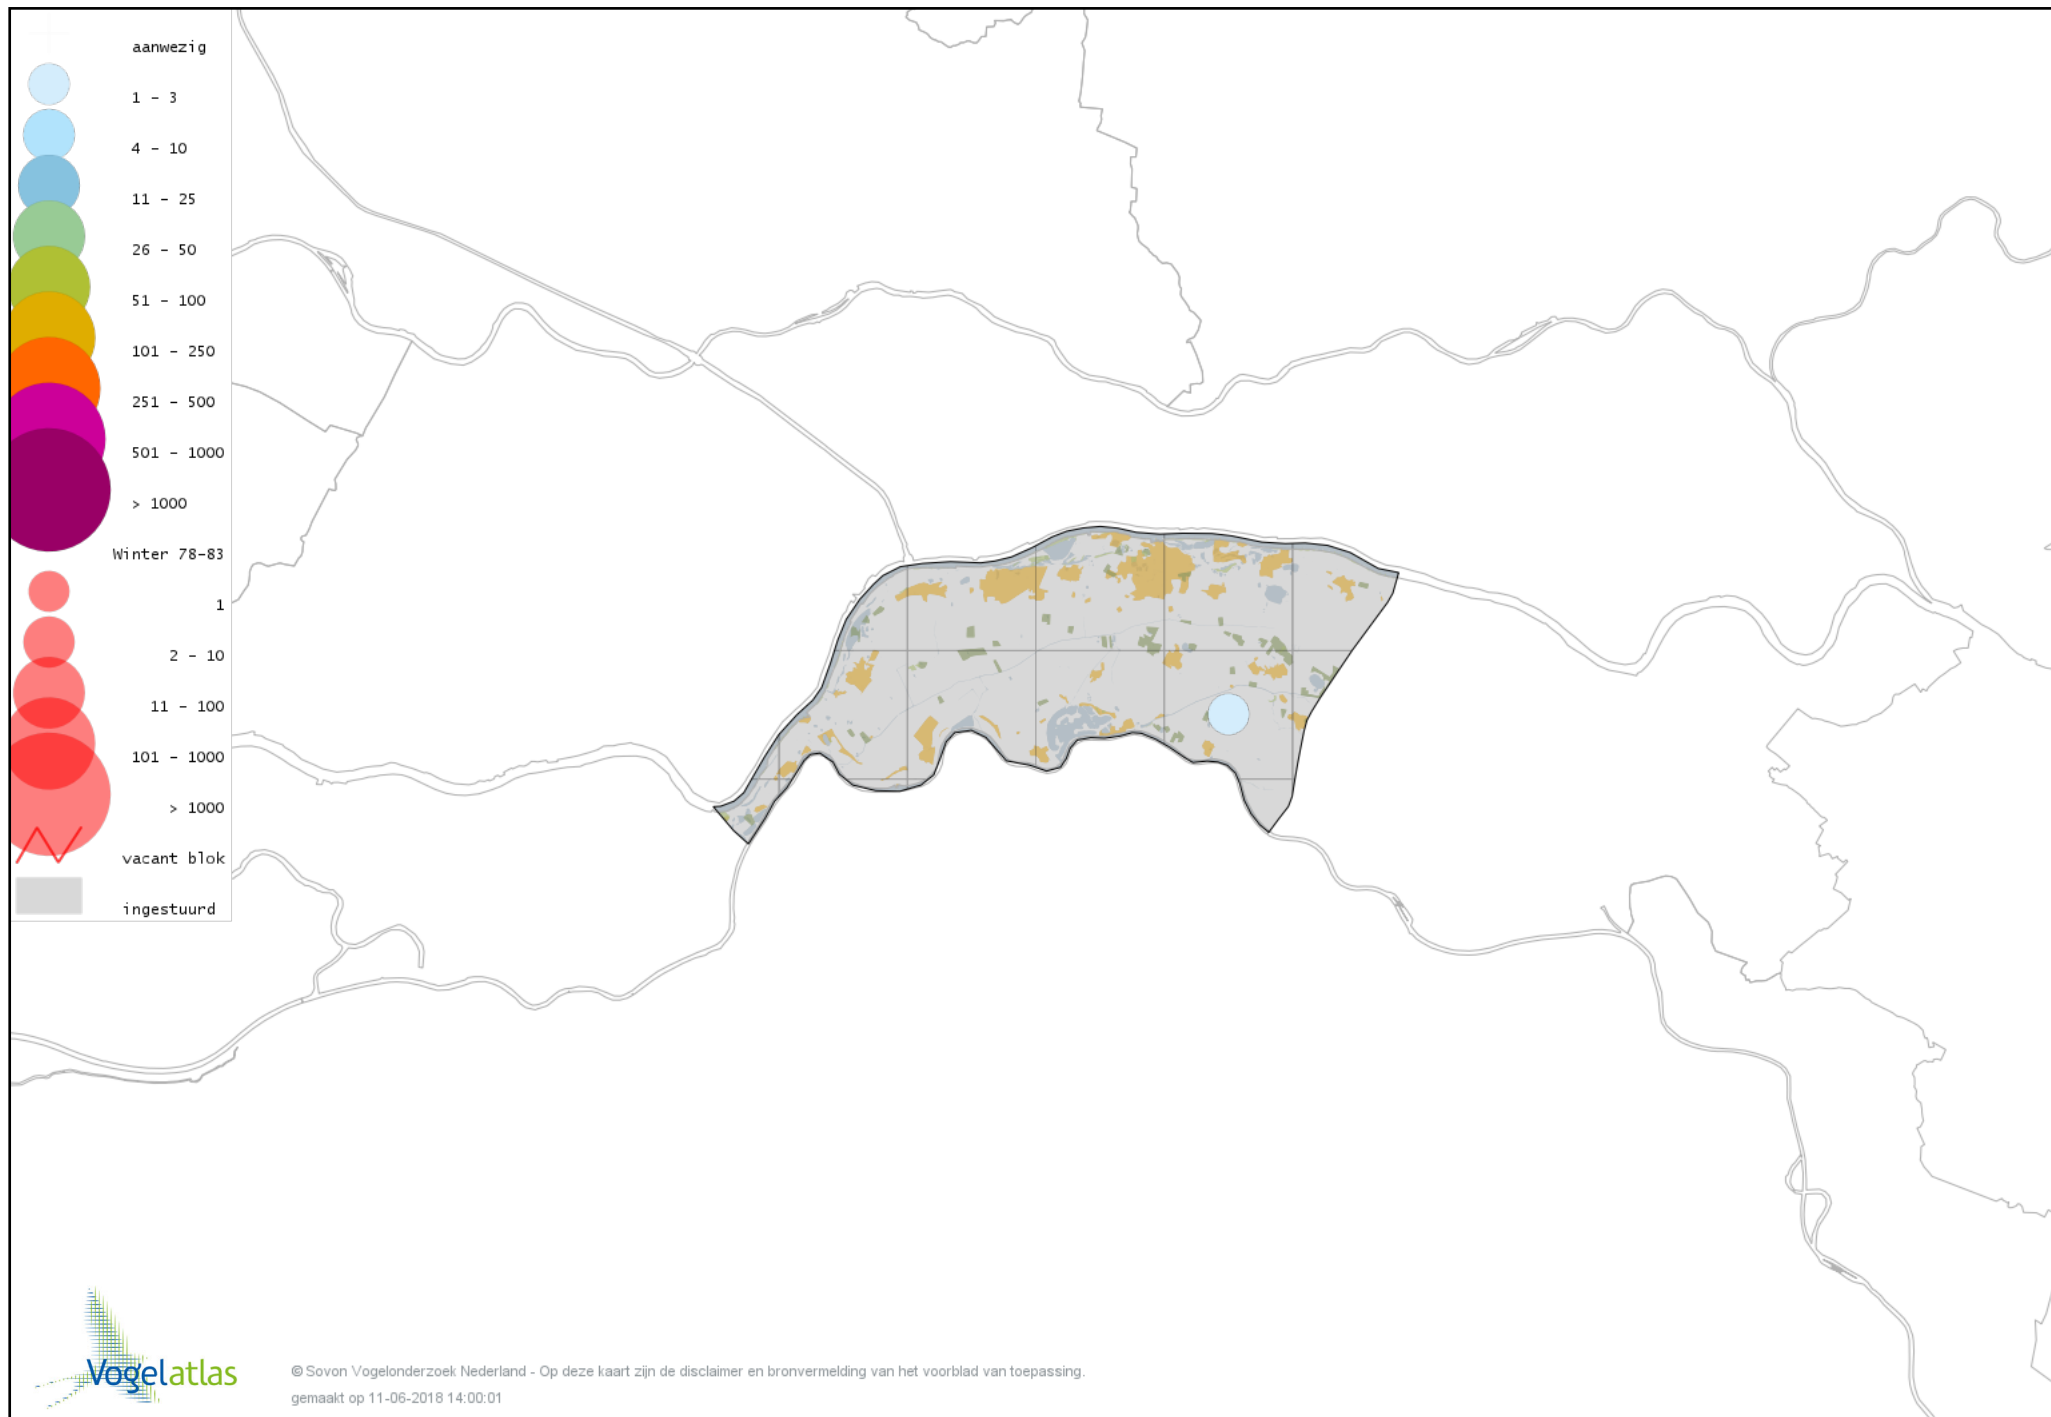 aanwezig
1 - 3
4 - 10
11 - 25
26 - 50
51 - 100
101 - 250
251 - 500
501 - 1000
> 1000
Winter 78-83
1
2 - 10
11 - 100
101 - 1000
> 1000
vacant blok
ingestuurd
Vogelatlas
© Sovon Vogelonderzoek Nederland - Op deze kaart zijn de disclaimer en bronvermelding van het voorblad van toepassing.
gemaakt op 11-06-2018 14:00:01